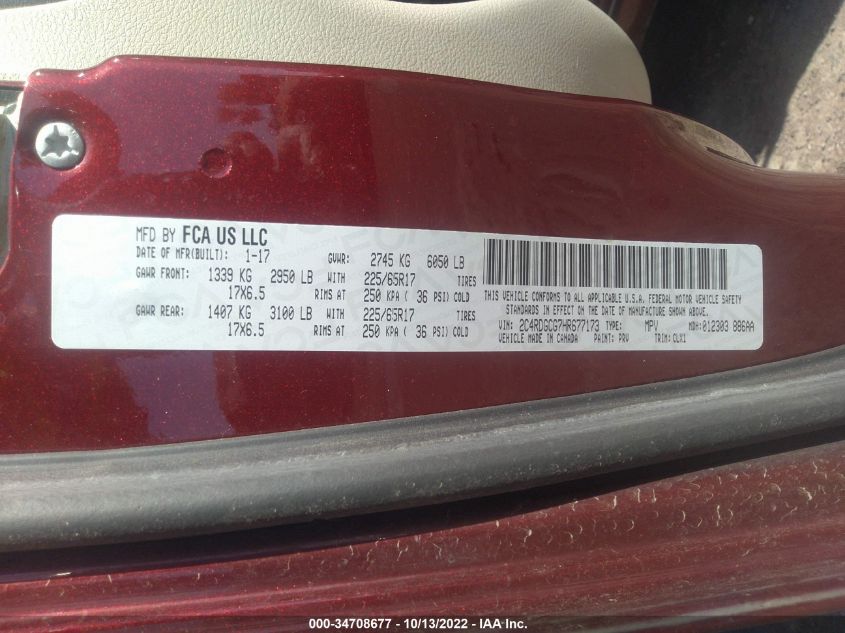 MFD BY FCA US LLC
DATE OF MFR(BUILT): 1-17 GVWR: 2745 KG 6050 LB
GAWR FRONT: 1339 KG 2950 LB WITH 225/65R17 TIRES
17X6.5 RIMS AT 250 KPA ( 36 PSI) COLD
GAWR REAR: 1407 KG 3100 LB WITH 225/65R17 TIRES
17X6.5 RIMS AT 250 KPA ( 36 PSI) COLD
THIS VEHICLE CONFORMS TO ALL APPLICABLE U.S.A. FEDERAL MOTOR VEHICLE SAFETY
STANDARDS IN EFFECT ON THE DATE OF MANUFACTURE SHOWN ABOVE.
VIN: 2C4RDGCG7HR677173 TYPE: MPV MDH: 012303 886AA
VEHICLE MADE IN CANADA PAINT: PRV TRIM: CLX1
000-34708677 - 10/13/2022 - IAA Inc.